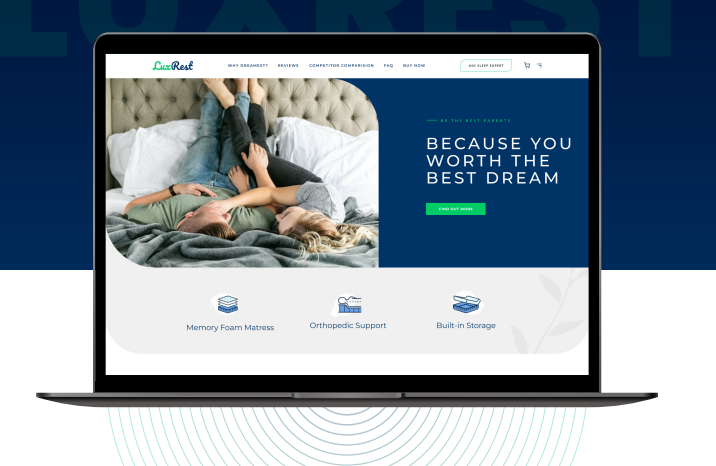 LUXREST
LuxRest
WHY DREAMEST?
REVIEWS
COMPETITOR COMPARISION
FAQ
BUY NOW
ASK SLEEP EXPERT
BE THE BEST PARENTS
BECAUSE YOU
WORTH THE
BEST DREAM
FIND OUT MORE
Memory Foam Matress
Orthopedic Support
Built-in Storage